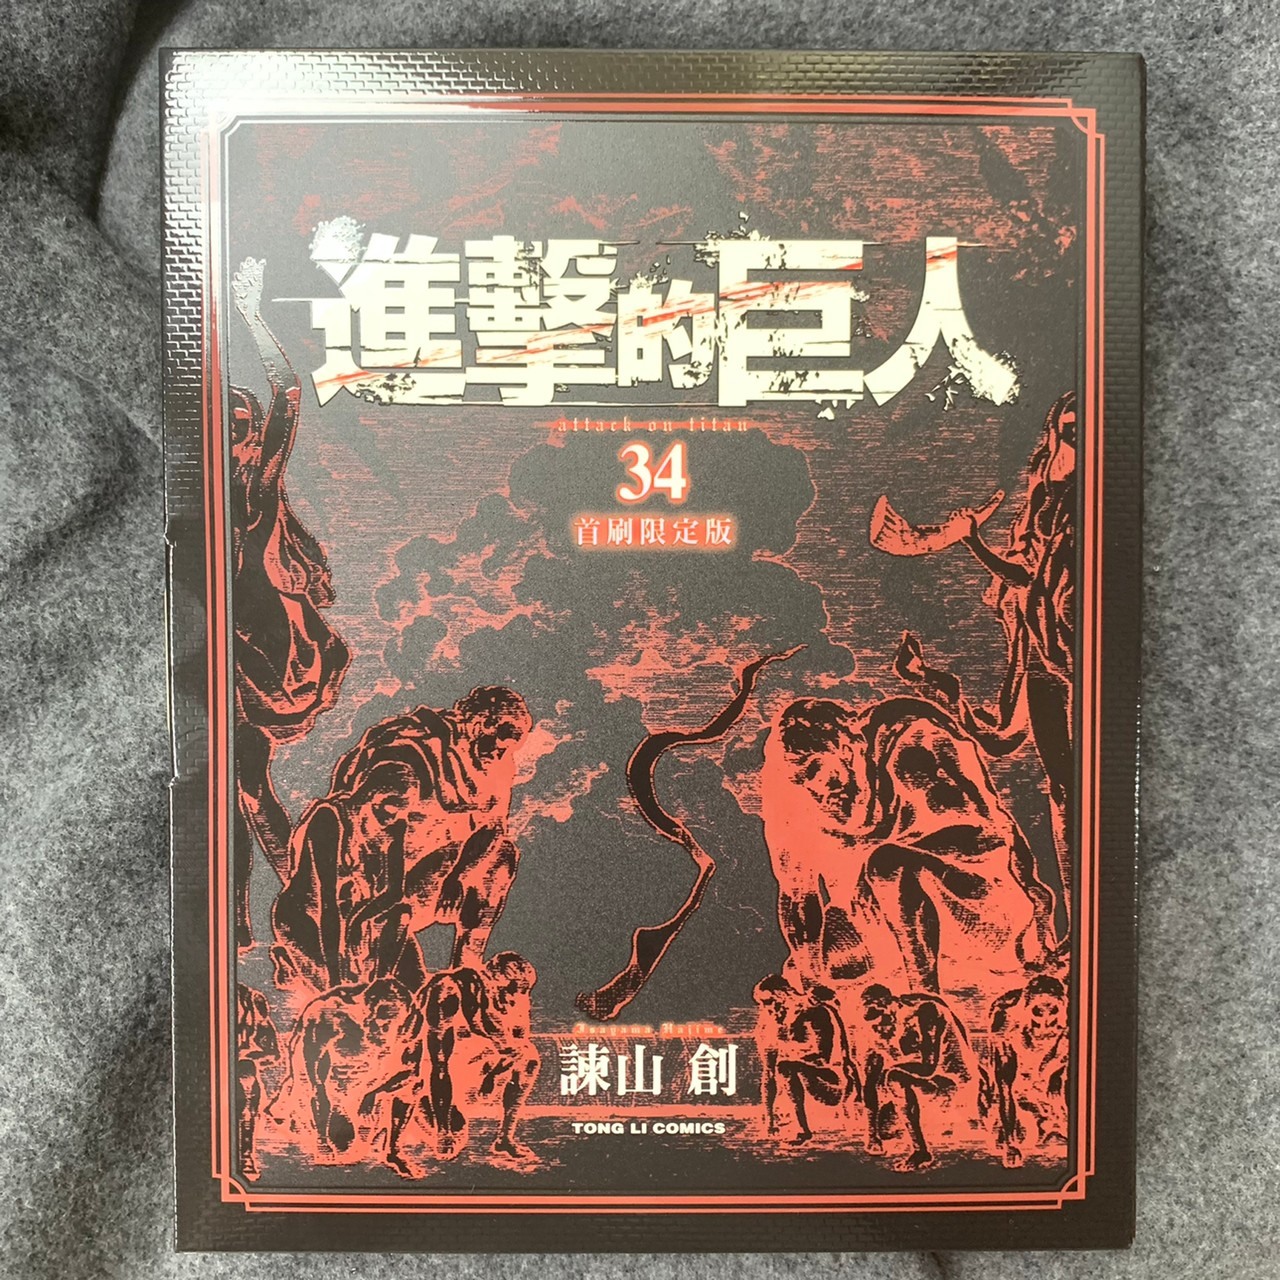 進擊的巨人
attack on titan
34
首刷限定版
Isayama Hajime
諫山 創
TONG LI COMICS